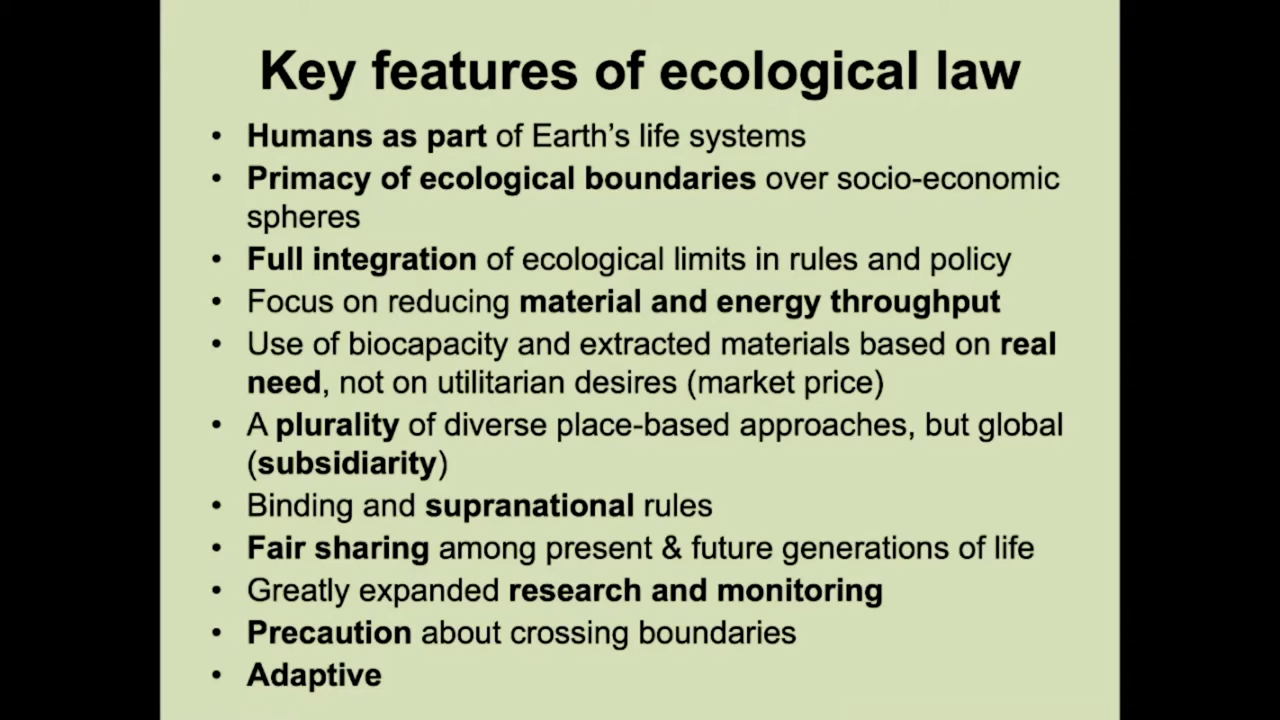 Key features of ecological law
• Humans as part of Earth's life systems
• Primacy of ecological boundaries over socio-economic
spheres
• Full integration of ecological limits in rules and policy
• Focus on reducing material and energy throughput
• Use of biocapacity and extracted materials based on real
need, not on utilitarian desires (market price)
• A plurality of diverse place-based approaches, but global
(subsidiarity)
• Binding and supranational rules
• Fair sharing among present & future generations of life
• Greatly expanded research and monitoring
• Precaution about crossing boundaries
• Adaptive